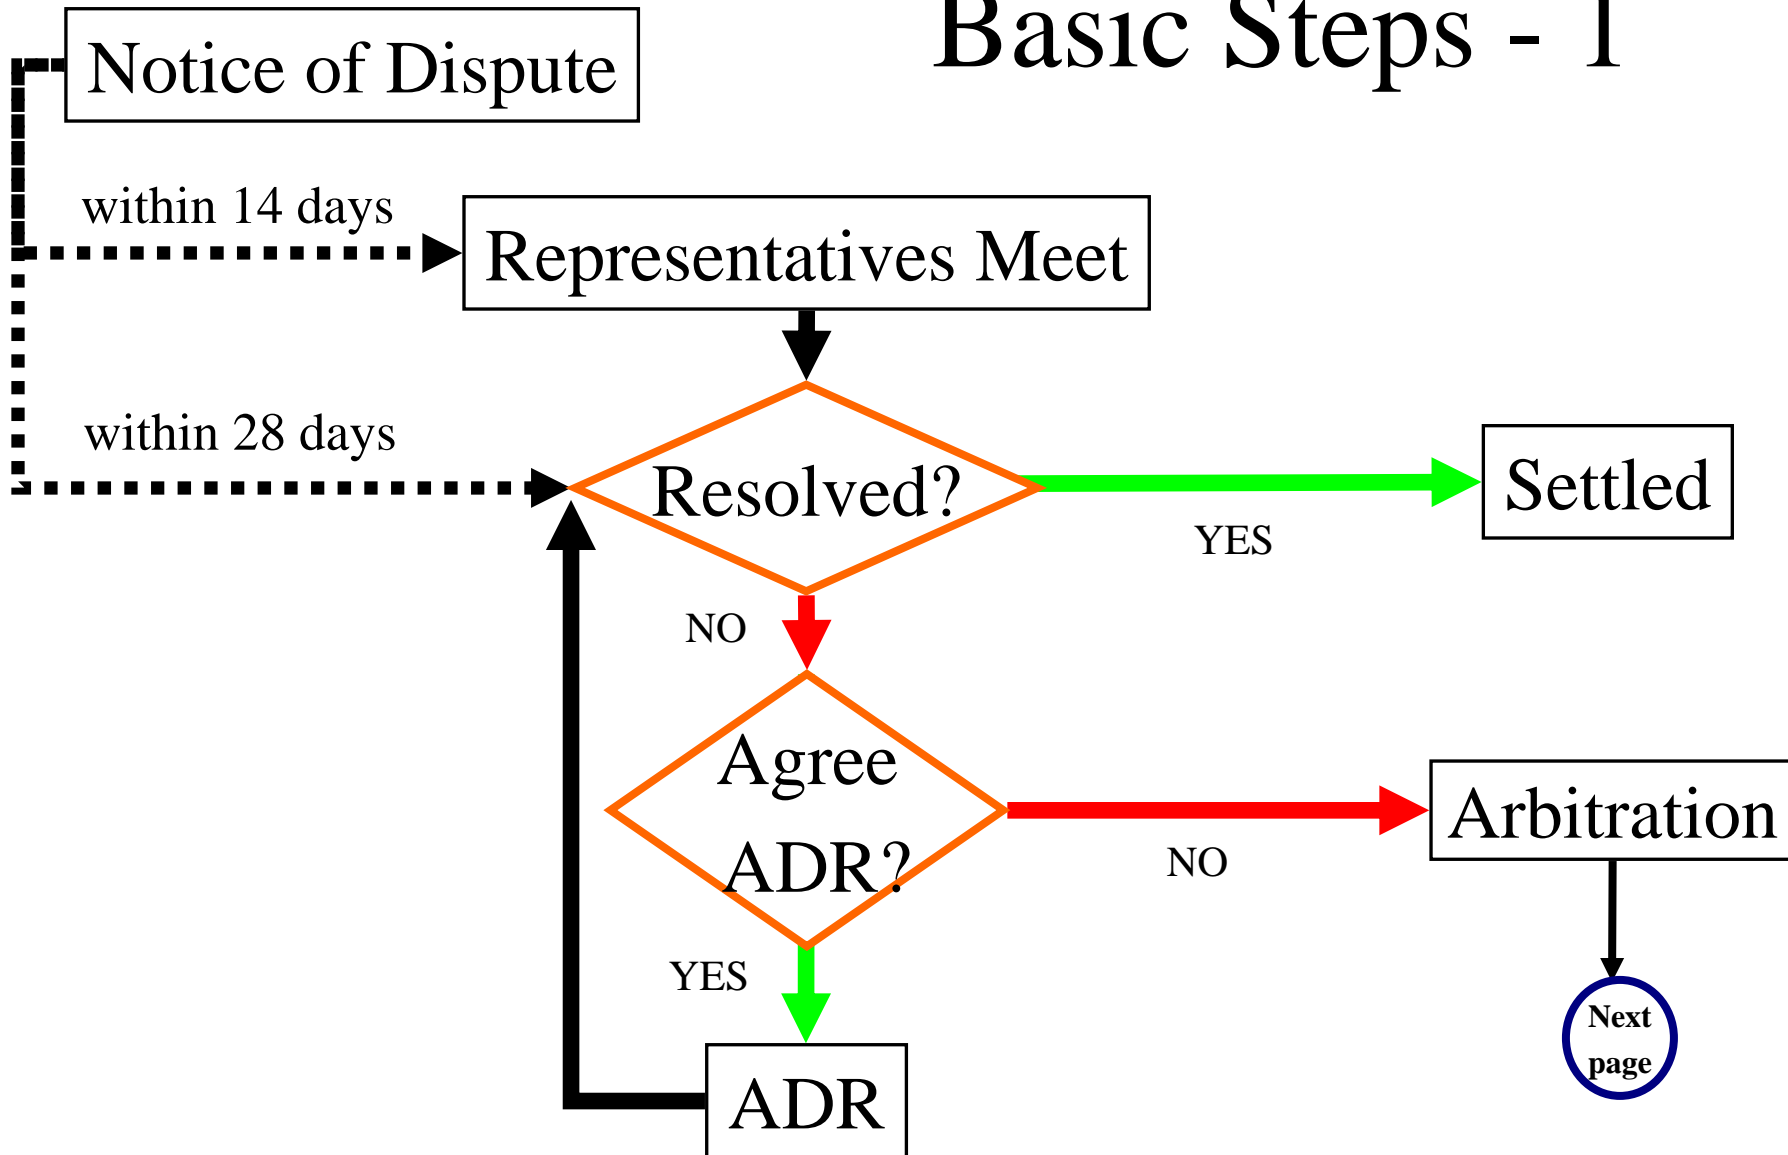 Basic Steps - 1
Notice of Dispute
within 14 days
Representatives Meet
within 28 days
Resolved?
Settled
YES
NO
Agree
ADR?
Arbitration
NO
YES
Next
page
ADR